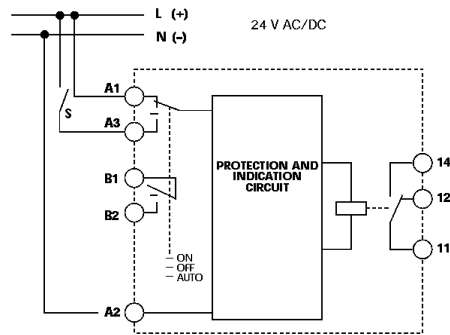 L (+)
N (–)
24 V AC/DC
A1
S
A3
B1
B2
A2
PROTECTION AND
INDICATION
CIRCUIT
– ON
– OFF
– AUTO
14
12
11